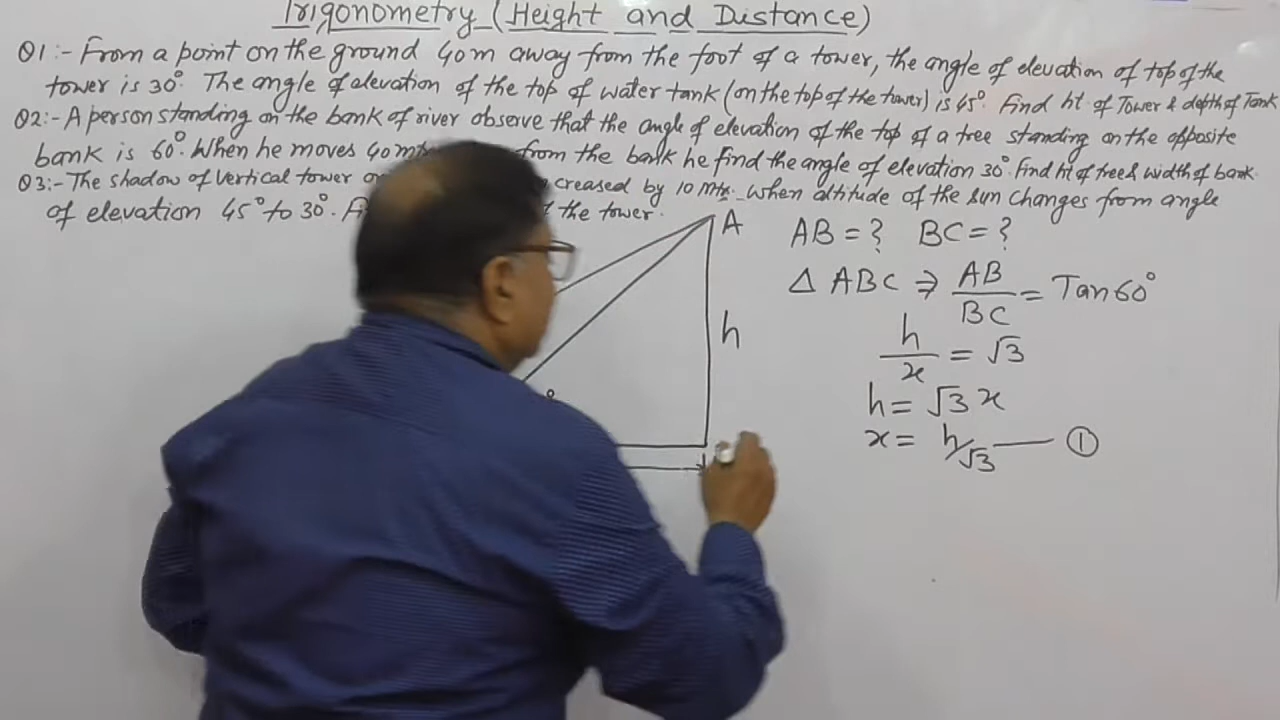 Trigonometry (Height and Distance)
Q1:- From a point on the ground 40m away from the foot of a tower, the angle of elevation of top of the
tower is 30°. The angle of elevation of the top of water tank (on the top of the tower) is 45°. Find ht of Tower & depth of Tank
Q2:- A person standing on the bank of river observe that the angle of elevation of the top of a tree standing on the opposite
bank is 60°. When he moves 40 from the bank he find the angle of elevation 30°. Find ht of tree & width of bank.
Q3:- The shadow of vertical tower creased by 10 mtrs. when altitude of the sun changes from angle
of elevation 45° to 30°. the tower.
A
h
AB = ? BC = ?
Δ ABC ⇒ AB/BC = Tan60°
h/x = √3
h = √3 x
x = h/√3 — ①